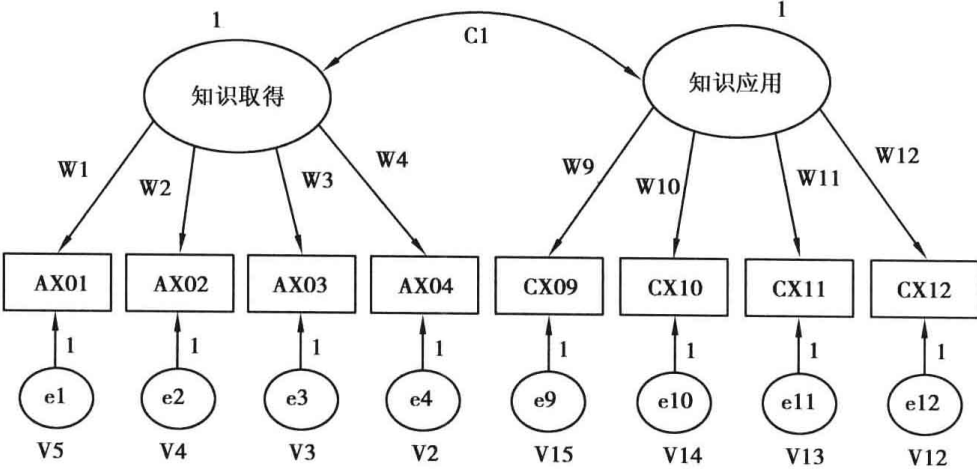 1
1
C1
知识取得
知识应用
W1
W2
W3
W4
W9
W10
W11
W12
AX01
AX02
AX03
AX04
CX09
CX10
CX11
CX12
1
1
1
1
1
1
1
1
e1
e2
e3
e4
e9
e10
e11
e12
V5
V4
V3
V2
V15
V14
V13
V12